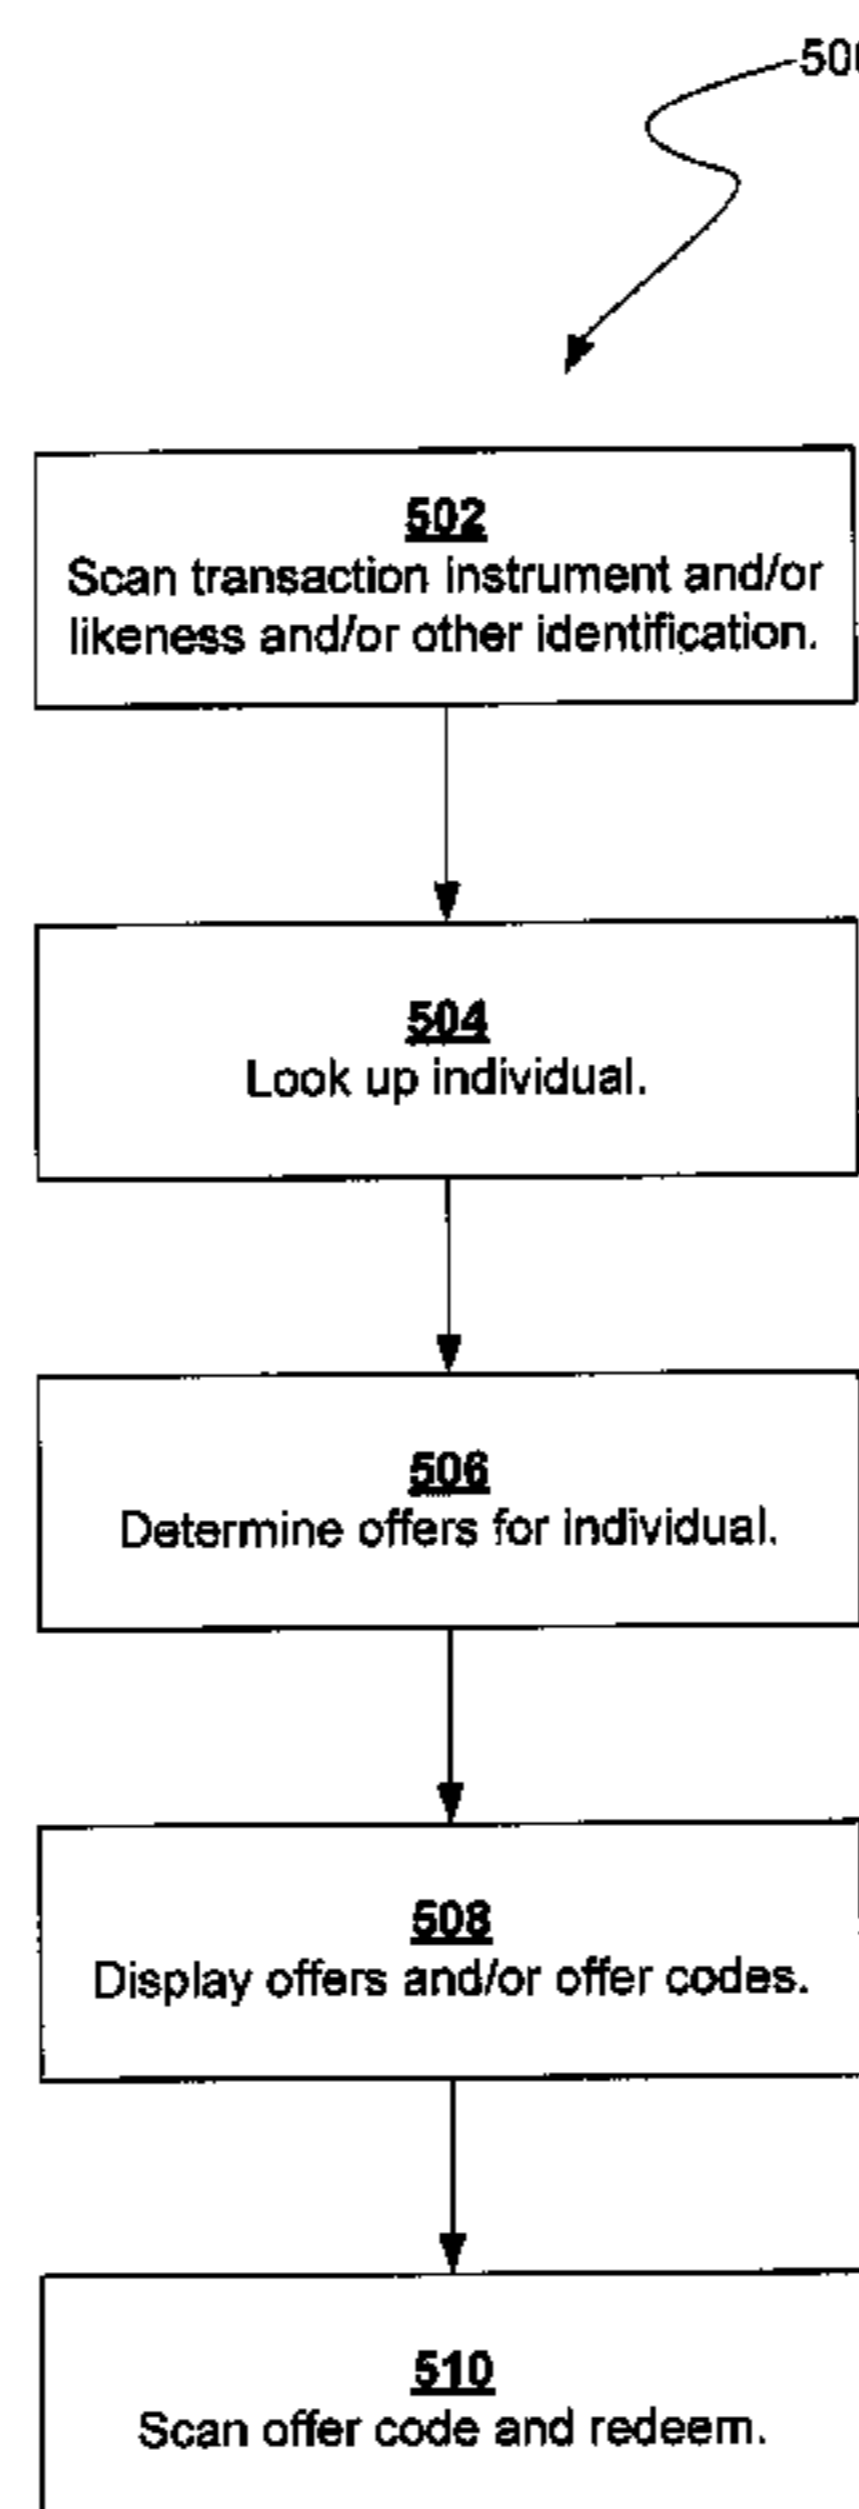 500
502
Scan transaction instrument and/or
likeness and/or other identification.
504
Look up individual.
506
Determine offers for individual.
508
Display offers and/or offer codes.
510
Scan offer code and redeem.